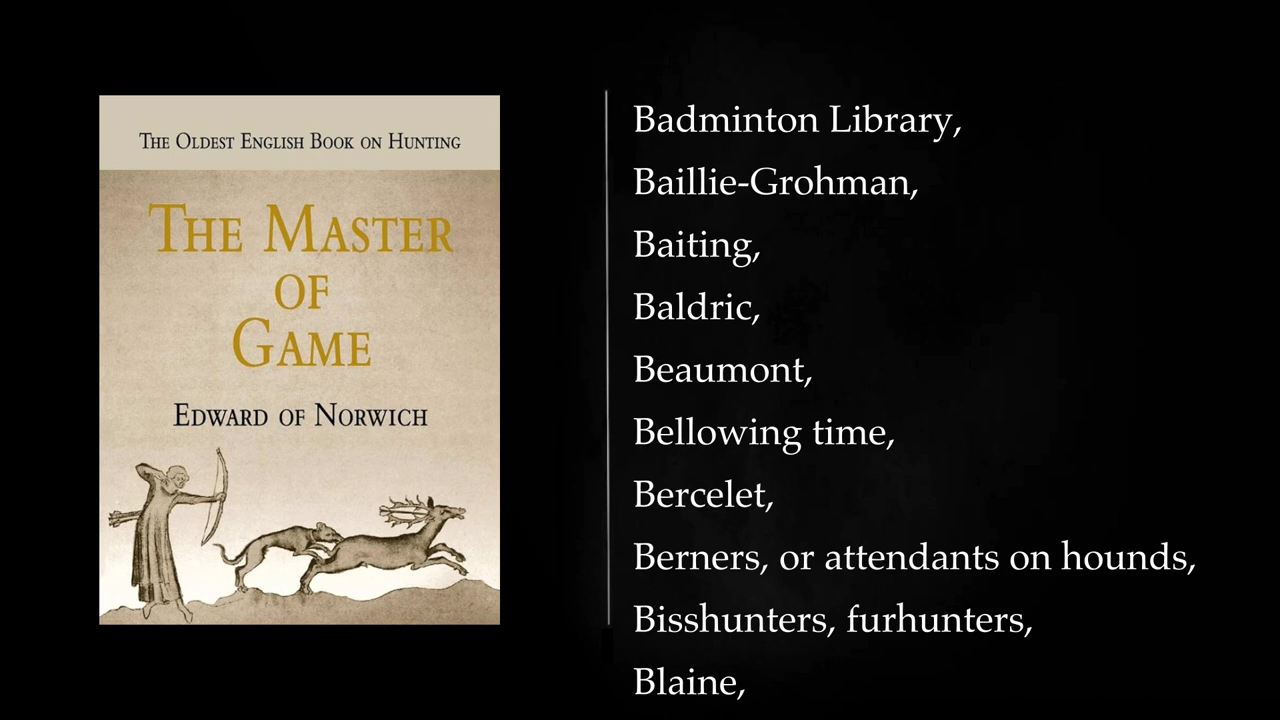 The Oldest English Book on Hunting
The Master
of
Game
Edward of Norwich
Badminton Library,
Baillie-Grohman,
Baiting,
Baldric,
Beaumont,
Bellowing time,
Bercelet,
Berners, or attendants on hounds,
Bisshunters, furhunters,
Blaine,